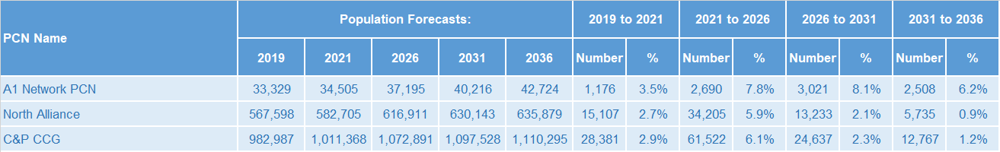 PCN Name Population Forecasts: 2019 to 2021 2021 to 2026 2026 to 2031 2031 to 2036
2019 2021 2026 2031 2036 Number % Number % Number % Number %
A1 Network PCN 33,329 34,505 37,195 40,216 42,724 1,176 3.5% 2,690 7.8% 3,021 8.1% 2,508 6.2%
North Alliance 567,598 582,705 616,911 630,143 635,879 15,107 2.7% 34,205 5.9% 13,233 2.1% 5,735 0.9%
C&P CCG 982,987 1,011,368 1,072,891 1,097,528 1,110,295 28,381 2.9% 61,522 6.1% 24,637 2.3% 12,767 1.2%